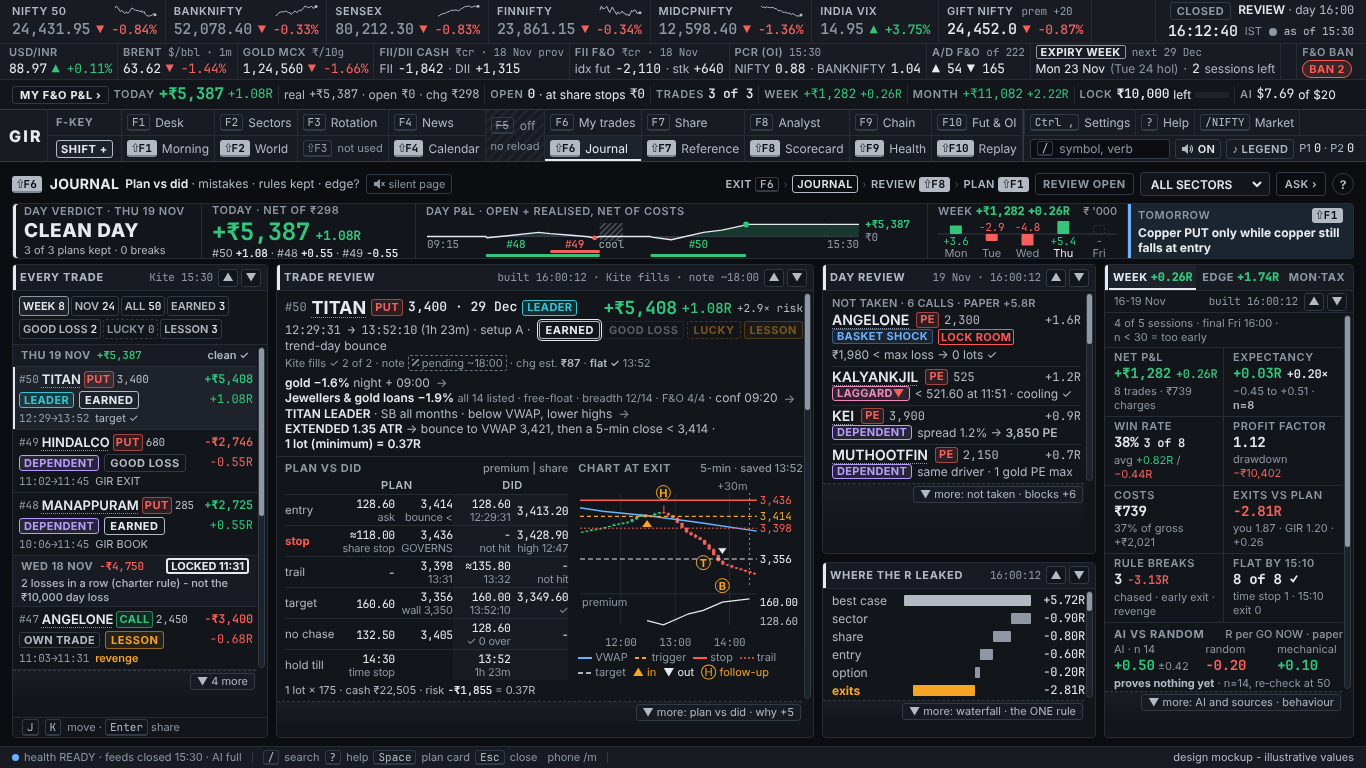 NIFTY 50 BANKNIFTY SENSEX FINNIFTY MIDCPNIFTY INDIA VIX GIFT NIFTY prem +20 CLOSED REVIEW · day 16:00
24,431.95 ▼ -0.84% 52,078.40 ▼ -0.33% 80,212.30 ▼ -0.83% 23,861.15 ▼ -0.34% 12,598.40 ▼ -1.36% 14.95 ▲ +3.75% 24,452.0 ▼ -0.87% 16:12:40 IST as of 15:30
USD/INR BRENT $/bbl · 1m GOLD MCX ₹/10g FII/DII CASH ₹cr · 18 Nov prov FII F&O ₹cr · 18 Nov PCR (OI) 15:30 A/D F&O of 222 EXPIRY WEEK next 29 Dec F&O BAN
88.97 ▲ +0.11% 63.62 ▼ -1.44% 1,24,560 ▼ -1.66% FII -1,842 · DII +1,315 idx fut -2,110 · stk +640 NIFTY 0.88 · BANKNIFTY 1.04 ▲ 54 ▼ 165 Mon 23 Nov (Tue 24 hol) · 2 sessions left BAN 2
MY F&O P&L › TODAY +₹5,387 +1.08R real +₹5,387 · open ₹0 · chg ₹298 OPEN 0 · at share stops ₹0 TRADES 3 of 3 WEEK +₹1,282 +0.26R MONTH +₹11,082 +2.22R LOCK ₹10,000 left AI $7.69 of $20
GIR F-KEY F1 Desk F2 Sectors F3 Rotation F4 News F5 off F6 My trades F7 Share F8 Analyst F9 Chain F10 Fut & OI Ctrl , Settings ? Help /NIFTY Market
SHIFT + ⇧F1 Morning ⇧F2 World ⇧F3 not used ⇧F4 Calendar no reload ⇧F6 Journal ⇧F7 Reference ⇧F8 Scorecard ⇧F9 Health ⇧F10 Replay / symbol, verb ON ♪ LEGEND P1 0 · P2 0
⇧F6 JOURNAL Plan vs did · mistakes · rules kept · edge? silent page EXIT F6 › JOURNAL › REVIEW ⇧F8 › PLAN ⇧F1 REVIEW OPEN ALL SECTORS ASK › ?
DAY VERDICT · THU 19 NOV
CLEAN DAY
3 of 3 plans kept · 0 breaks
TODAY · NET OF ₹298
+₹5,387 +1.08R
#50 +1.08 · #48 +0.55 · #49 -0.55
DAY P&L · OPEN + REALISED, NET OF COSTS
+₹5,387
₹0
09:15 #48 #49 cool #50 15:30
WEEK +₹1,282 +0.26R ₹ '000
+3.6 -2.9 -4.8 +5.4 -
Mon Tue Wed Thu Fri
TOMORROW ⇧F1
Copper PUT only while copper still
falls at entry
EVERY TRADE Kite 15:30 ▲ ▼
WEEK 8 NOV 24 ALL 50 EARNED 3
GOOD LOSS 2 LUCKY 0 LESSON 3
THU 19 NOV +₹5,387 clean ✓
#50 TITAN PUT 3,400 +₹5,408
LEADER EARNED +1.08R
12:29→13:52 target ✓
#49 HINDALCO PUT 680 -₹2,746
DEPENDENT GOOD LOSS -0.55R
11:02→11:45 GIR EXIT
#48 MANAPPURAM PUT 285 +₹2,725
DEPENDENT EARNED +0.55R
10:06→11:45 GIR BOOK
WED 18 NOV -₹4,750 LOCKED 11:31
2 losses in a row (charter rule) - not the
₹10,000 day loss
#47 ANGELONE CALL 2,450 -₹3,400
OWN TRADE LESSON -0.68R
11:03→11:31 revenge
▼ 4 more
J K move · Enter share
TRADE REVIEW built 16:00:12 · Kite fills · note ~18:00 ▲ ▼
#50 TITAN PUT 3,400 · 29 Dec LEADER +₹5,408 +1.08R +2.9× risk
12:29:31 → 13:52:10 (1h 23m) · setup A · EARNED GOOD LOSS LUCKY LESSON
trend-day bounce
Kite fills ✓ 2 of 2 · note pending ~18:00 · chg est. ₹87 · flat ✓ 13:52
gold −1.6% night + 09:00 →
Jewellers & gold loans −1.9% all 14 listed · free-float · breadth 12/14 · F&O 4/4 · conf 09:20 →
TITAN LEADER · SB all months · below VWAP, lower highs →
EXTENDED 1.35 ATR → bounce to VWAP 3,421, then a 5-min close < 3,414 ·
1 lot (minimum) = 0.37R
PLAN VS DID premium | share
PLAN DID
entry 128.60 3,414 128.60 3,413.20
ask bounce < 12:29:31
stop ≈118.00 3,436 - 3,428.90
share stop GOVERNS not hit high 12:47
trail - 3,398 ≈135.80 -
13:31 13:32 not hit
target 160.60 3,356 160.00 3,349.60
wall 3,350 13:52:10 ✓
no chase 132.50 3,405 128.60 -
✓ 0 over
hold till 14:30 13:52
time stop 1h 23m
1 lot × 175 · cash ₹22,505 · risk -₹1,855 = 0.37R
CHART AT EXIT 5-min · saved 13:52
+30m
H
3,436
3,414
3,398
3,356
T
B
premium 160.00
128.60
12:00 13:00 14:00
VWAP trigger stop trail
target ▲ in ▼ out H follow-up
▼ more: plan vs did · why +5
DAY REVIEW 19 Nov · 16:00:12 ▲ ▼
NOT TAKEN · 6 CALLS · PAPER +5.8R
ANGELONE PE 2,300 +1.6R
BASKET SHOCK LOCK ROOM
₹1,980 < max loss → 0 lots ✓
KALYANKJIL PE 525 +1.2R
LAGGARD▼ < 521.60 at 11:51 · cooling ✓
KEI PE 3,900 +0.9R
DEPENDENT spread 1.2% → 3,850 PE
MUTHOOTFIN PE 2,150 +0.7R
DEPENDENT same driver · 1 gold PE max
▼ more: not taken · blocks +6
WHERE THE R LEAKED 16:00:12 ▲ ▼
best case +5.72R
sector -0.90R
share -0.80R
entry -0.60R
option -0.20R
exits -2.81R
▼ more: waterfall · the ONE rule
WEEK +0.26R EDGE +1.74R MON·TAX
16-19 Nov built 16:00:12 ▲ ▼
4 of 5 sessions · final Fri 16:00 ·
n < 30 = too early
NET P&L EXPECTANCY
+₹1,282 +0.26R +0.03R +0.20×
8 trades · ₹739 −0.45 to +0.51 ·
charges n=8
WIN RATE PROFIT FACTOR
38% 3 of 8 1.12
avg +0.82R / drawdown
−0.44R −₹10,402
COSTS EXITS VS PLAN
₹739 -2.81R
37% of gross you 1.87 · GIR 1.20 ·
+₹2,021 +0.26
RULE BREAKS FLAT BY 15:10
3 -3.13R 8 of 8 ✓
chased · early exit · time stop 1 · 15:10
revenge exit 0
AI VS RANDOM R per GO NOW · paper
AI · n 14 random mechanical
+0.50 ±0.42 -0.20 +0.10
proves nothing yet · n=14, re-check at 50
▼ more: AI and sources · behaviour
health READY · feeds closed 15:30 · AI full / search ? help Space plan card Esc close phone /m design mockup - illustrative values